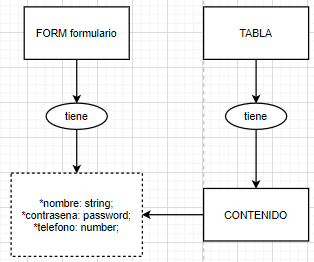 FORM formulario
TABLA
tiene
tiene
*nombre: string;
*contrasena: password;
*telefono: number;
CONTENIDO